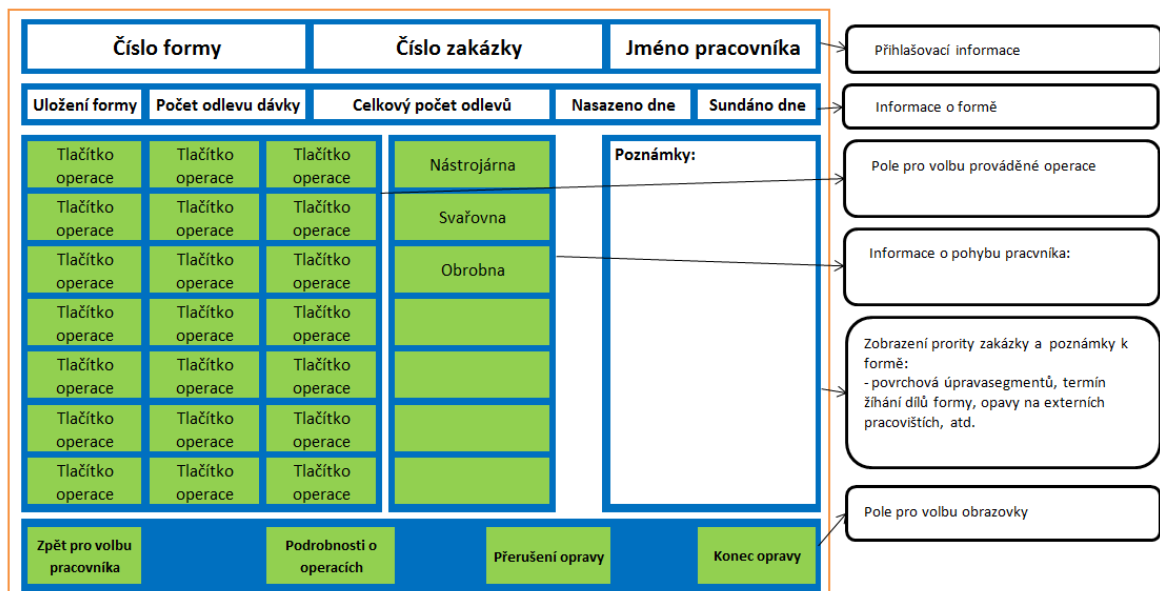 Číslo formy Číslo zakázky Jméno pracovníka
Přihlašovací informace
Uložení formy Počet odlevu dávky Celkový počet odlevů Nasazeno dne Sundáno dne
Informace o formě
Tlačítko operace Tlačítko operace Tlačítko operace Nástrojárna
Tlačítko operace Tlačítko operace Tlačítko operace Svařovna
Tlačítko operace Tlačítko operace Tlačítko operace Obrobna
Tlačítko operace Tlačítko operace Tlačítko operace
Tlačítko operace Tlačítko operace Tlačítko operace
Tlačítko operace Tlačítko operace Tlačítko operace
Tlačítko operace Tlačítko operace Tlačítko operace
Poznámky:
Pole pro volbu prováděné operace
Informace o pohybu pracvníka:
Zobrazení prority zakázky a poznámky k
formě:
- povrchová úpravasegmentů, termín
žíhání dílů formy, opavy na externích
pracovištích, atd.
Pole pro volbu obrazovky
Zpět pro volbu
pracovníka
Podrobnosti o
operacích
Přerušení opravy
Konec opravy